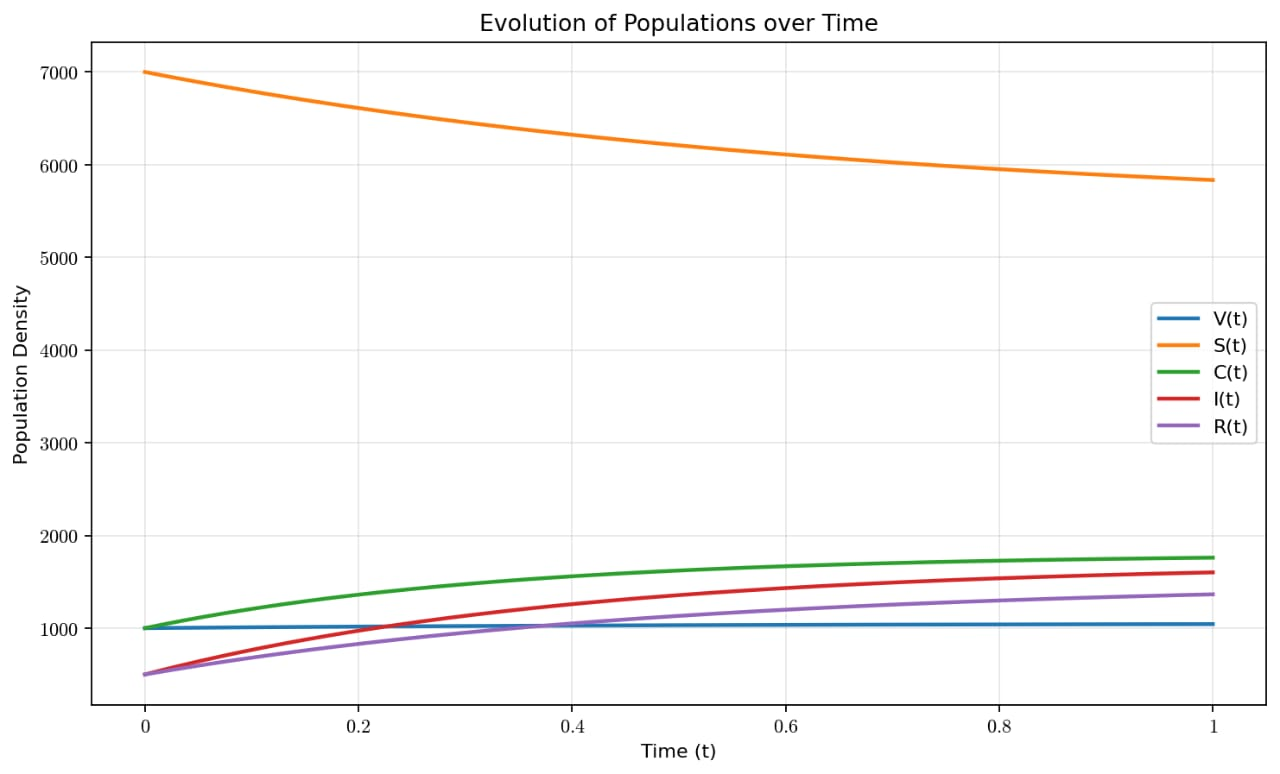 Evolution of Populations over Time
Population Density
7000
6000
5000
4000
3000
2000
1000
V(t)
S(t)
C(t)
I(t)
R(t)
0
0.2
0.4
0.6
0.8
1
Time (t)